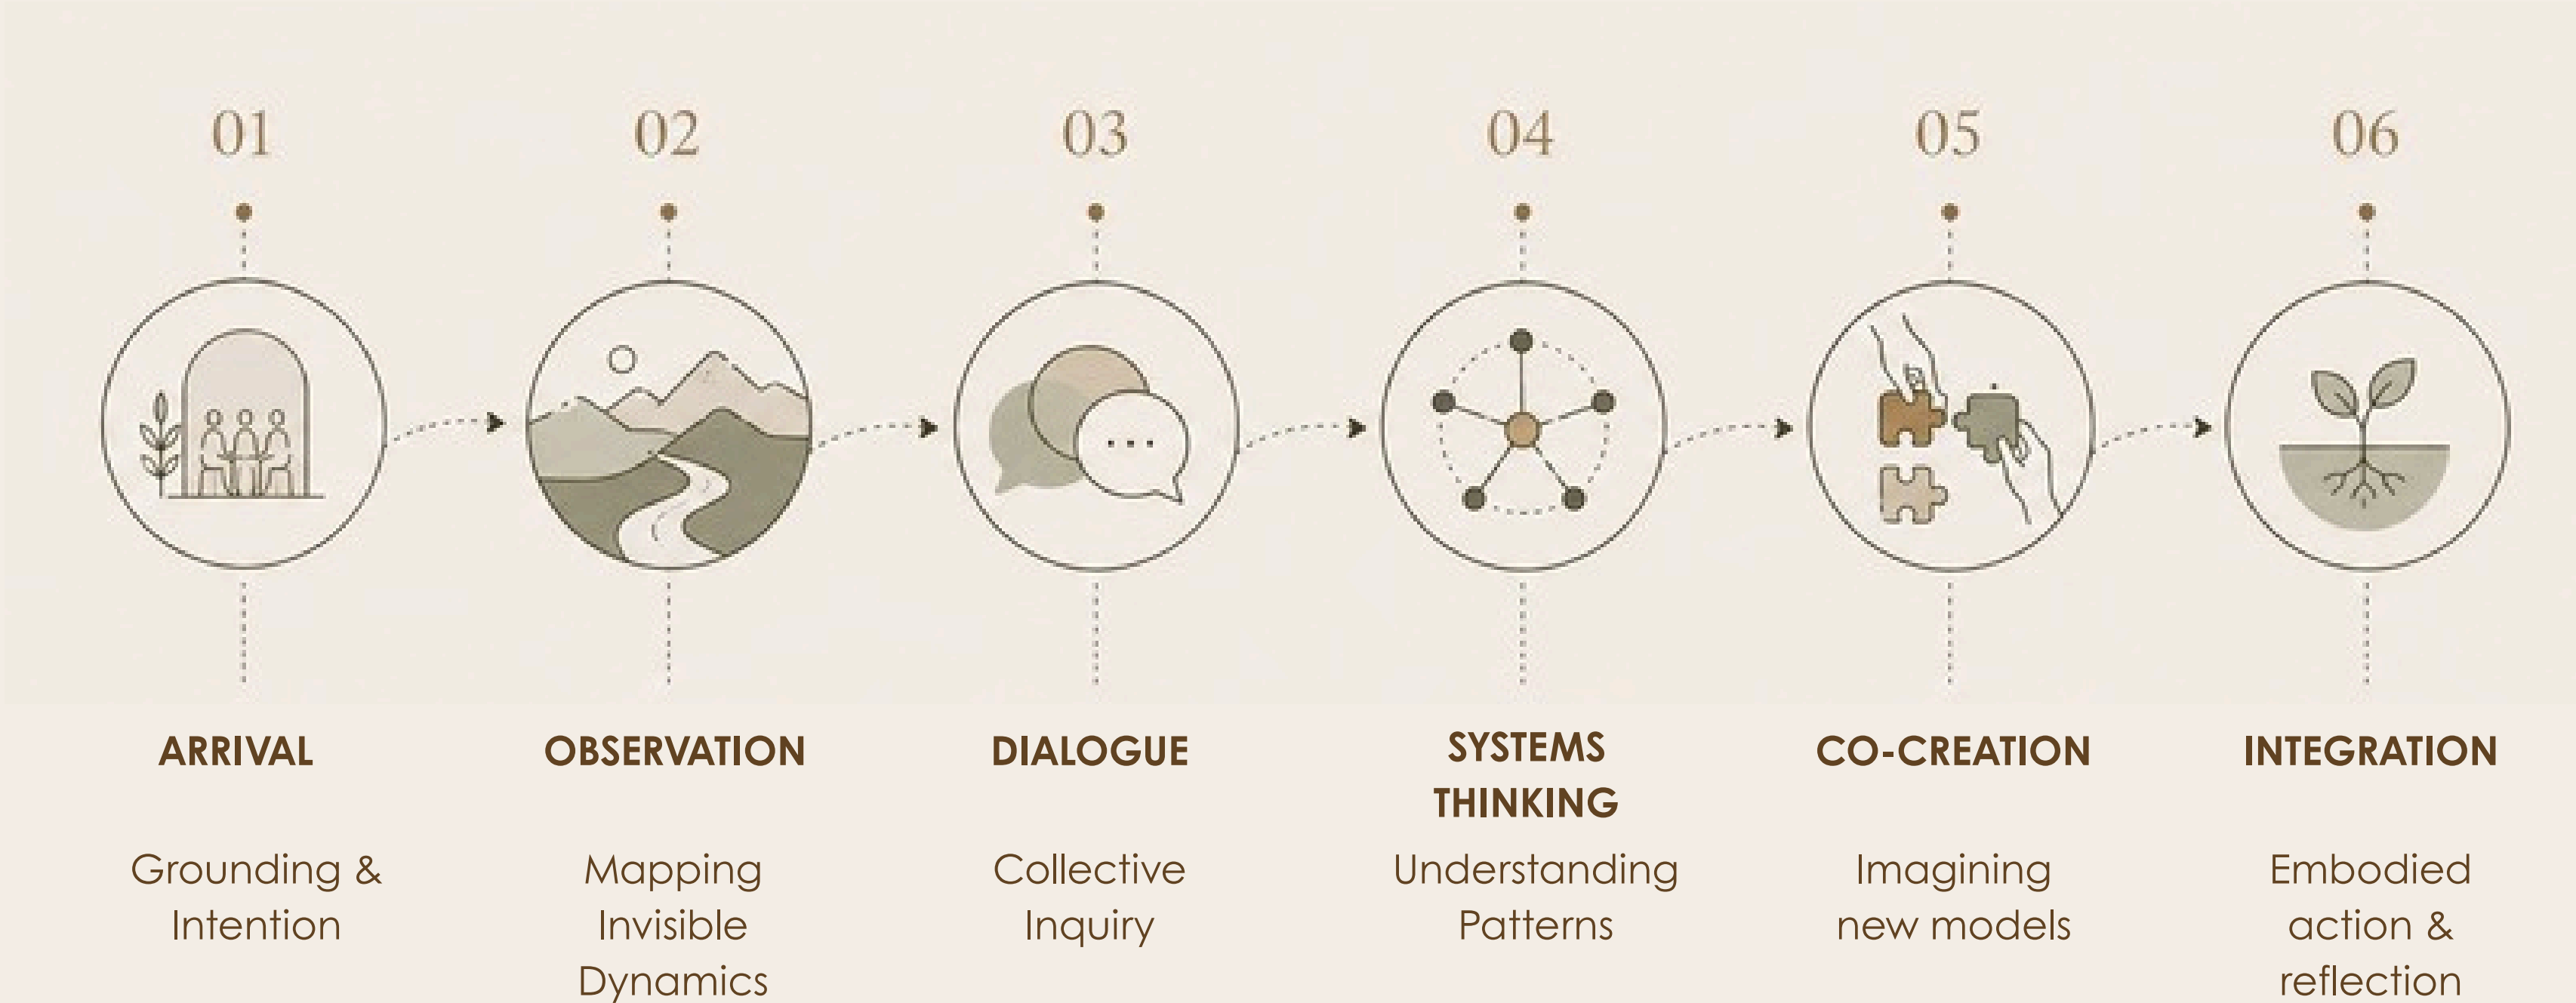 01
02
03
04
05
06
ARRIVAL
Grounding &
Intention
OBSERVATION
Mapping
Invisible
Dynamics
DIALOGUE
Collective
Inquiry
SYSTEMS
THINKING
Understanding
Patterns
CO-CREATION
Imagining
new models
INTEGRATION
Embodied
action &
reflection